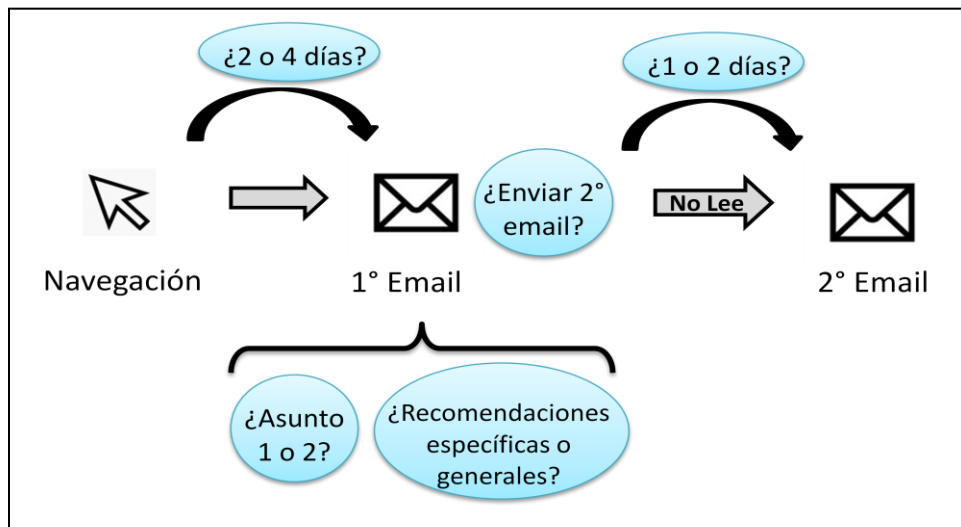 ¿2 o 4 días?
¿1 o 2 días?
¿Enviar 2°
email?
No Lee
Navegación
1° Email
2° Email
¿Asunto
1 o 2?
¿Recomendaciones
específicas o
generales?